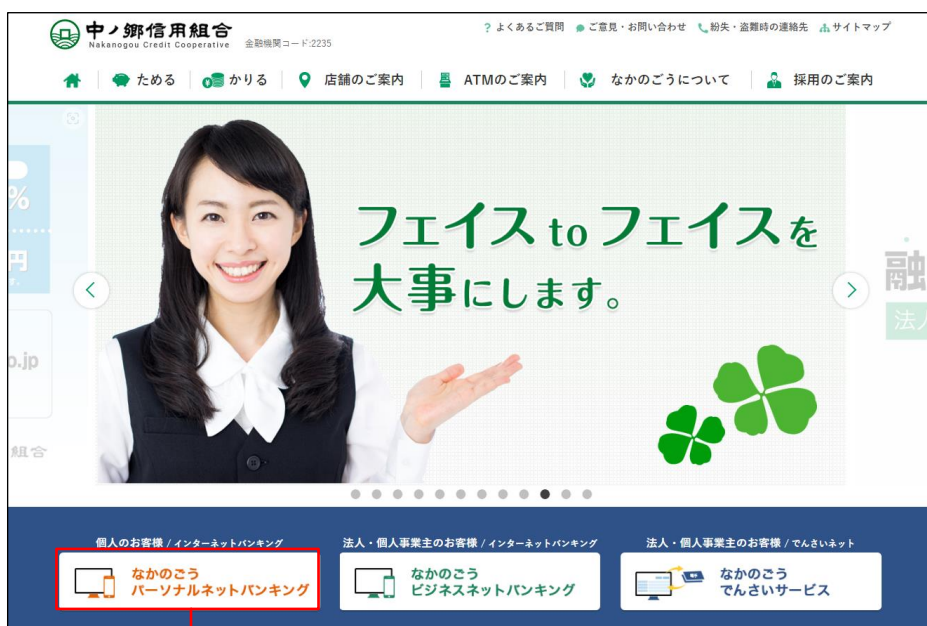 中ノ郷信用組合
Nakanogou Credit Cooperative
金融機関コード:2235
? よくあるご質問
ご意見・お問い合わせ
紛失・盗難時の連絡先
サイトマップ
ためる
かりる
店舗のご案内
ATMのご案内
なかのごうについて
採用のご案内
%
円
o.jp
組合
フェイス to フェイスを
大事にします。
融
法人
個人のお客様 / インターネットバンキング
なかのごう
パーソナルネットバンキング
法人・個人事業主のお客様 / インターネットバンキング
なかのごう
ビジネスネットバンキング
法人・個人事業主のお客様 / でんさいネット
なかのごう
でんさいサービス